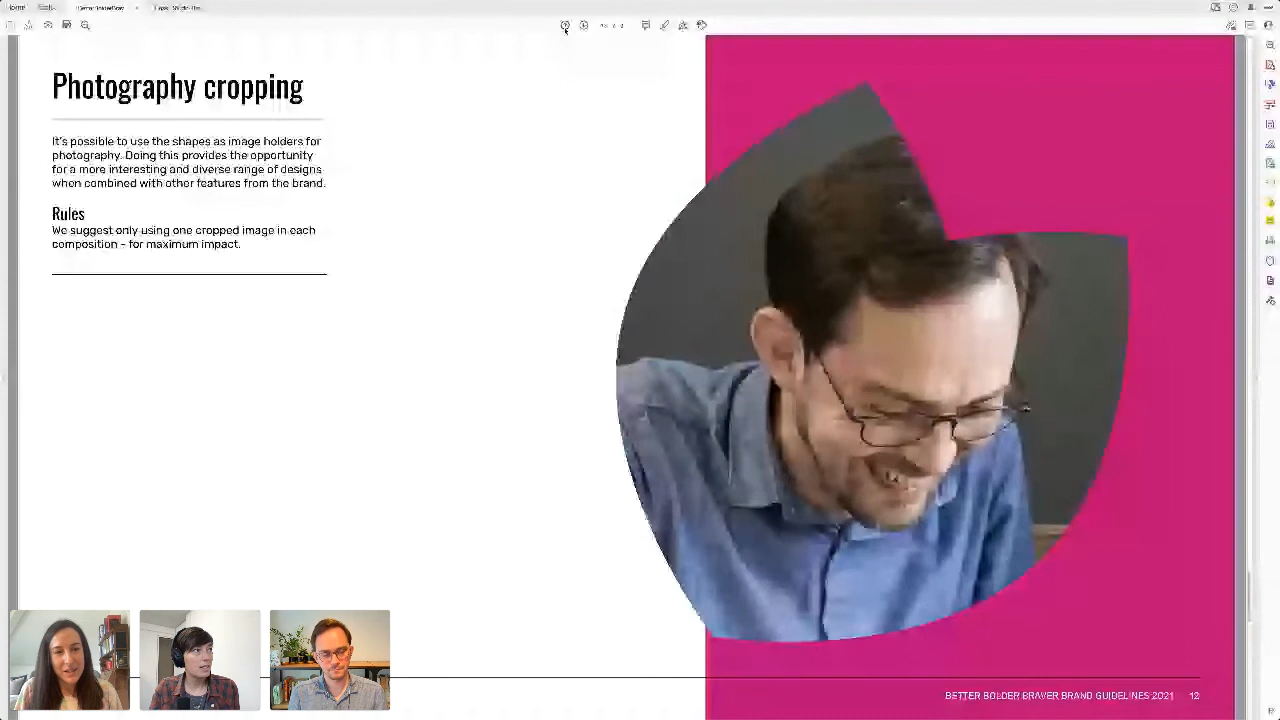 Home
Photography cropping
It's possible to use the shapes as image holders for
photography. Doing this provides the opportunity
for a more interesting and diverse range of designs
when combined with other features from the brand.
Rules
We suggest only using one cropped image in each
composition - for maximum impact.
BETTER BOLDER BRAVER BRAND GUIDELINES 2021 12